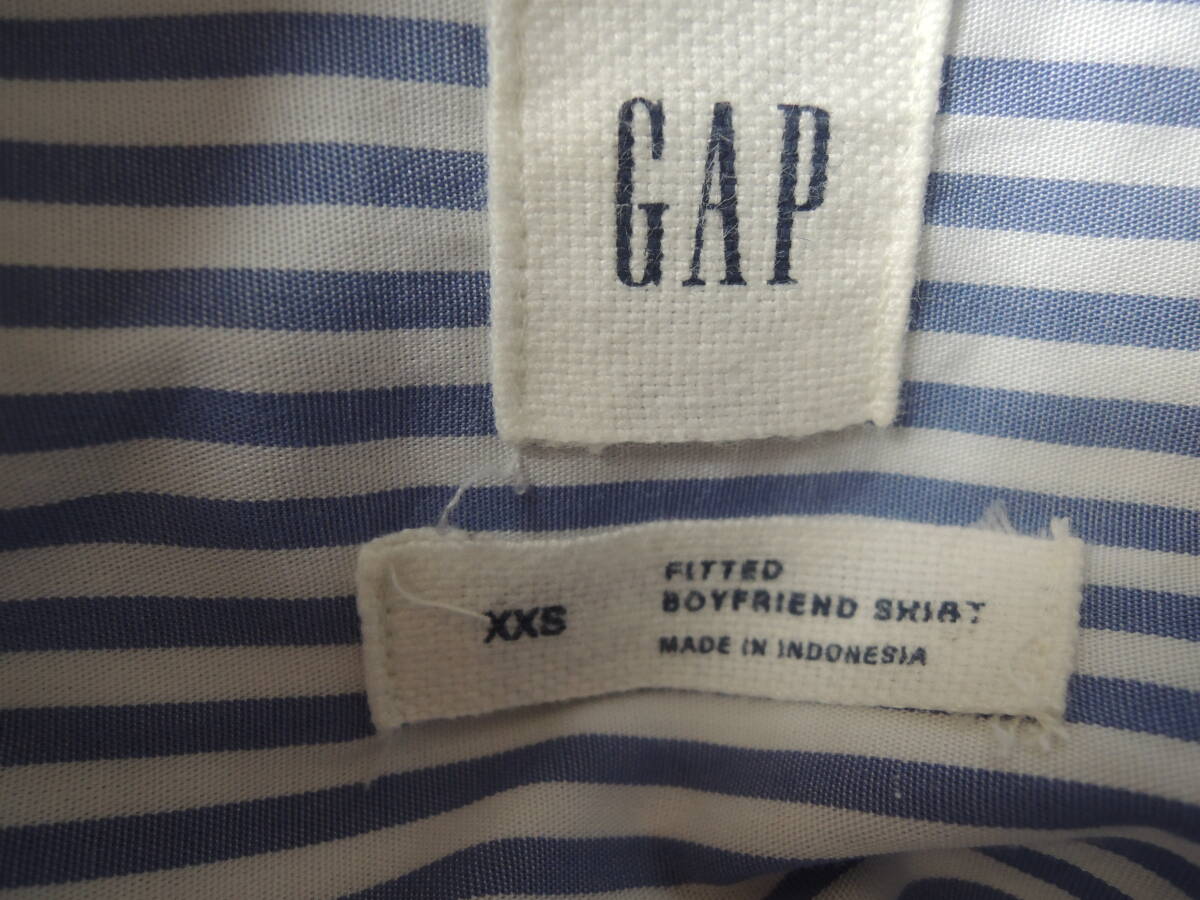 GAP
XXS
FITTED
BOYFRIEND SHIRT
MADE IN INDONESIA